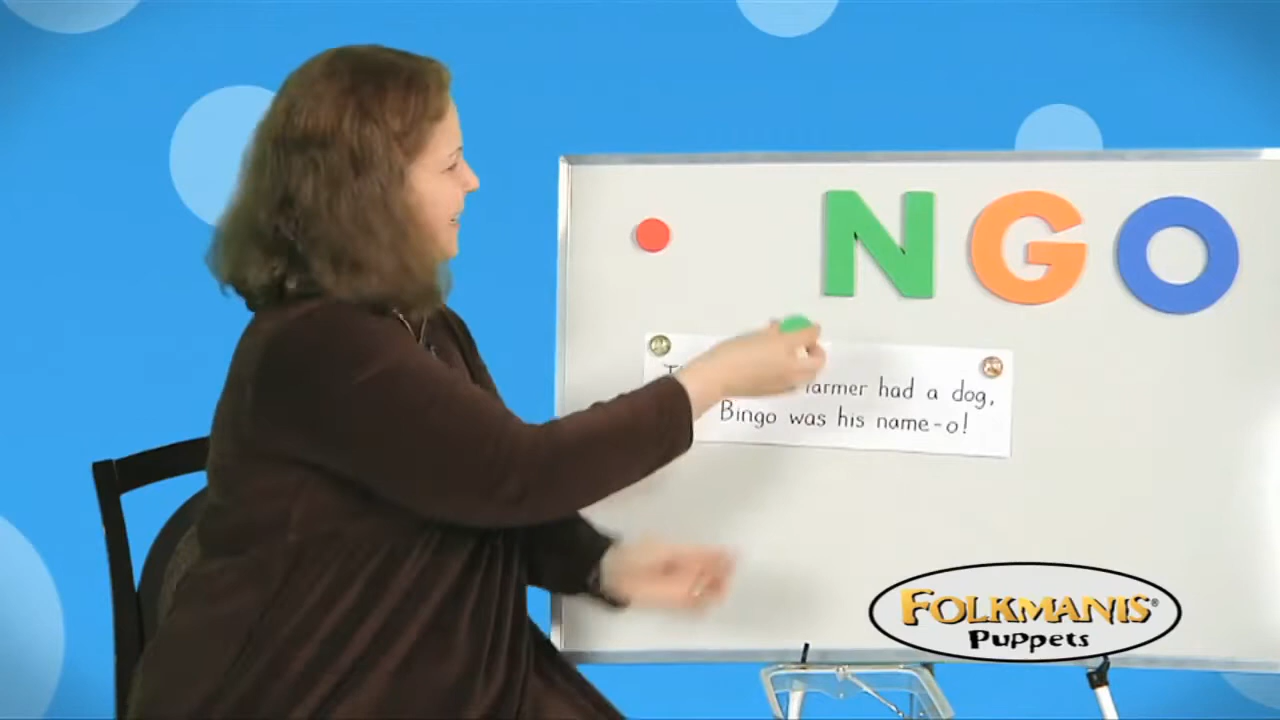 NGO
farmer had a dog,
Bingo was his name-o!
FOLKMANIS®
Puppets